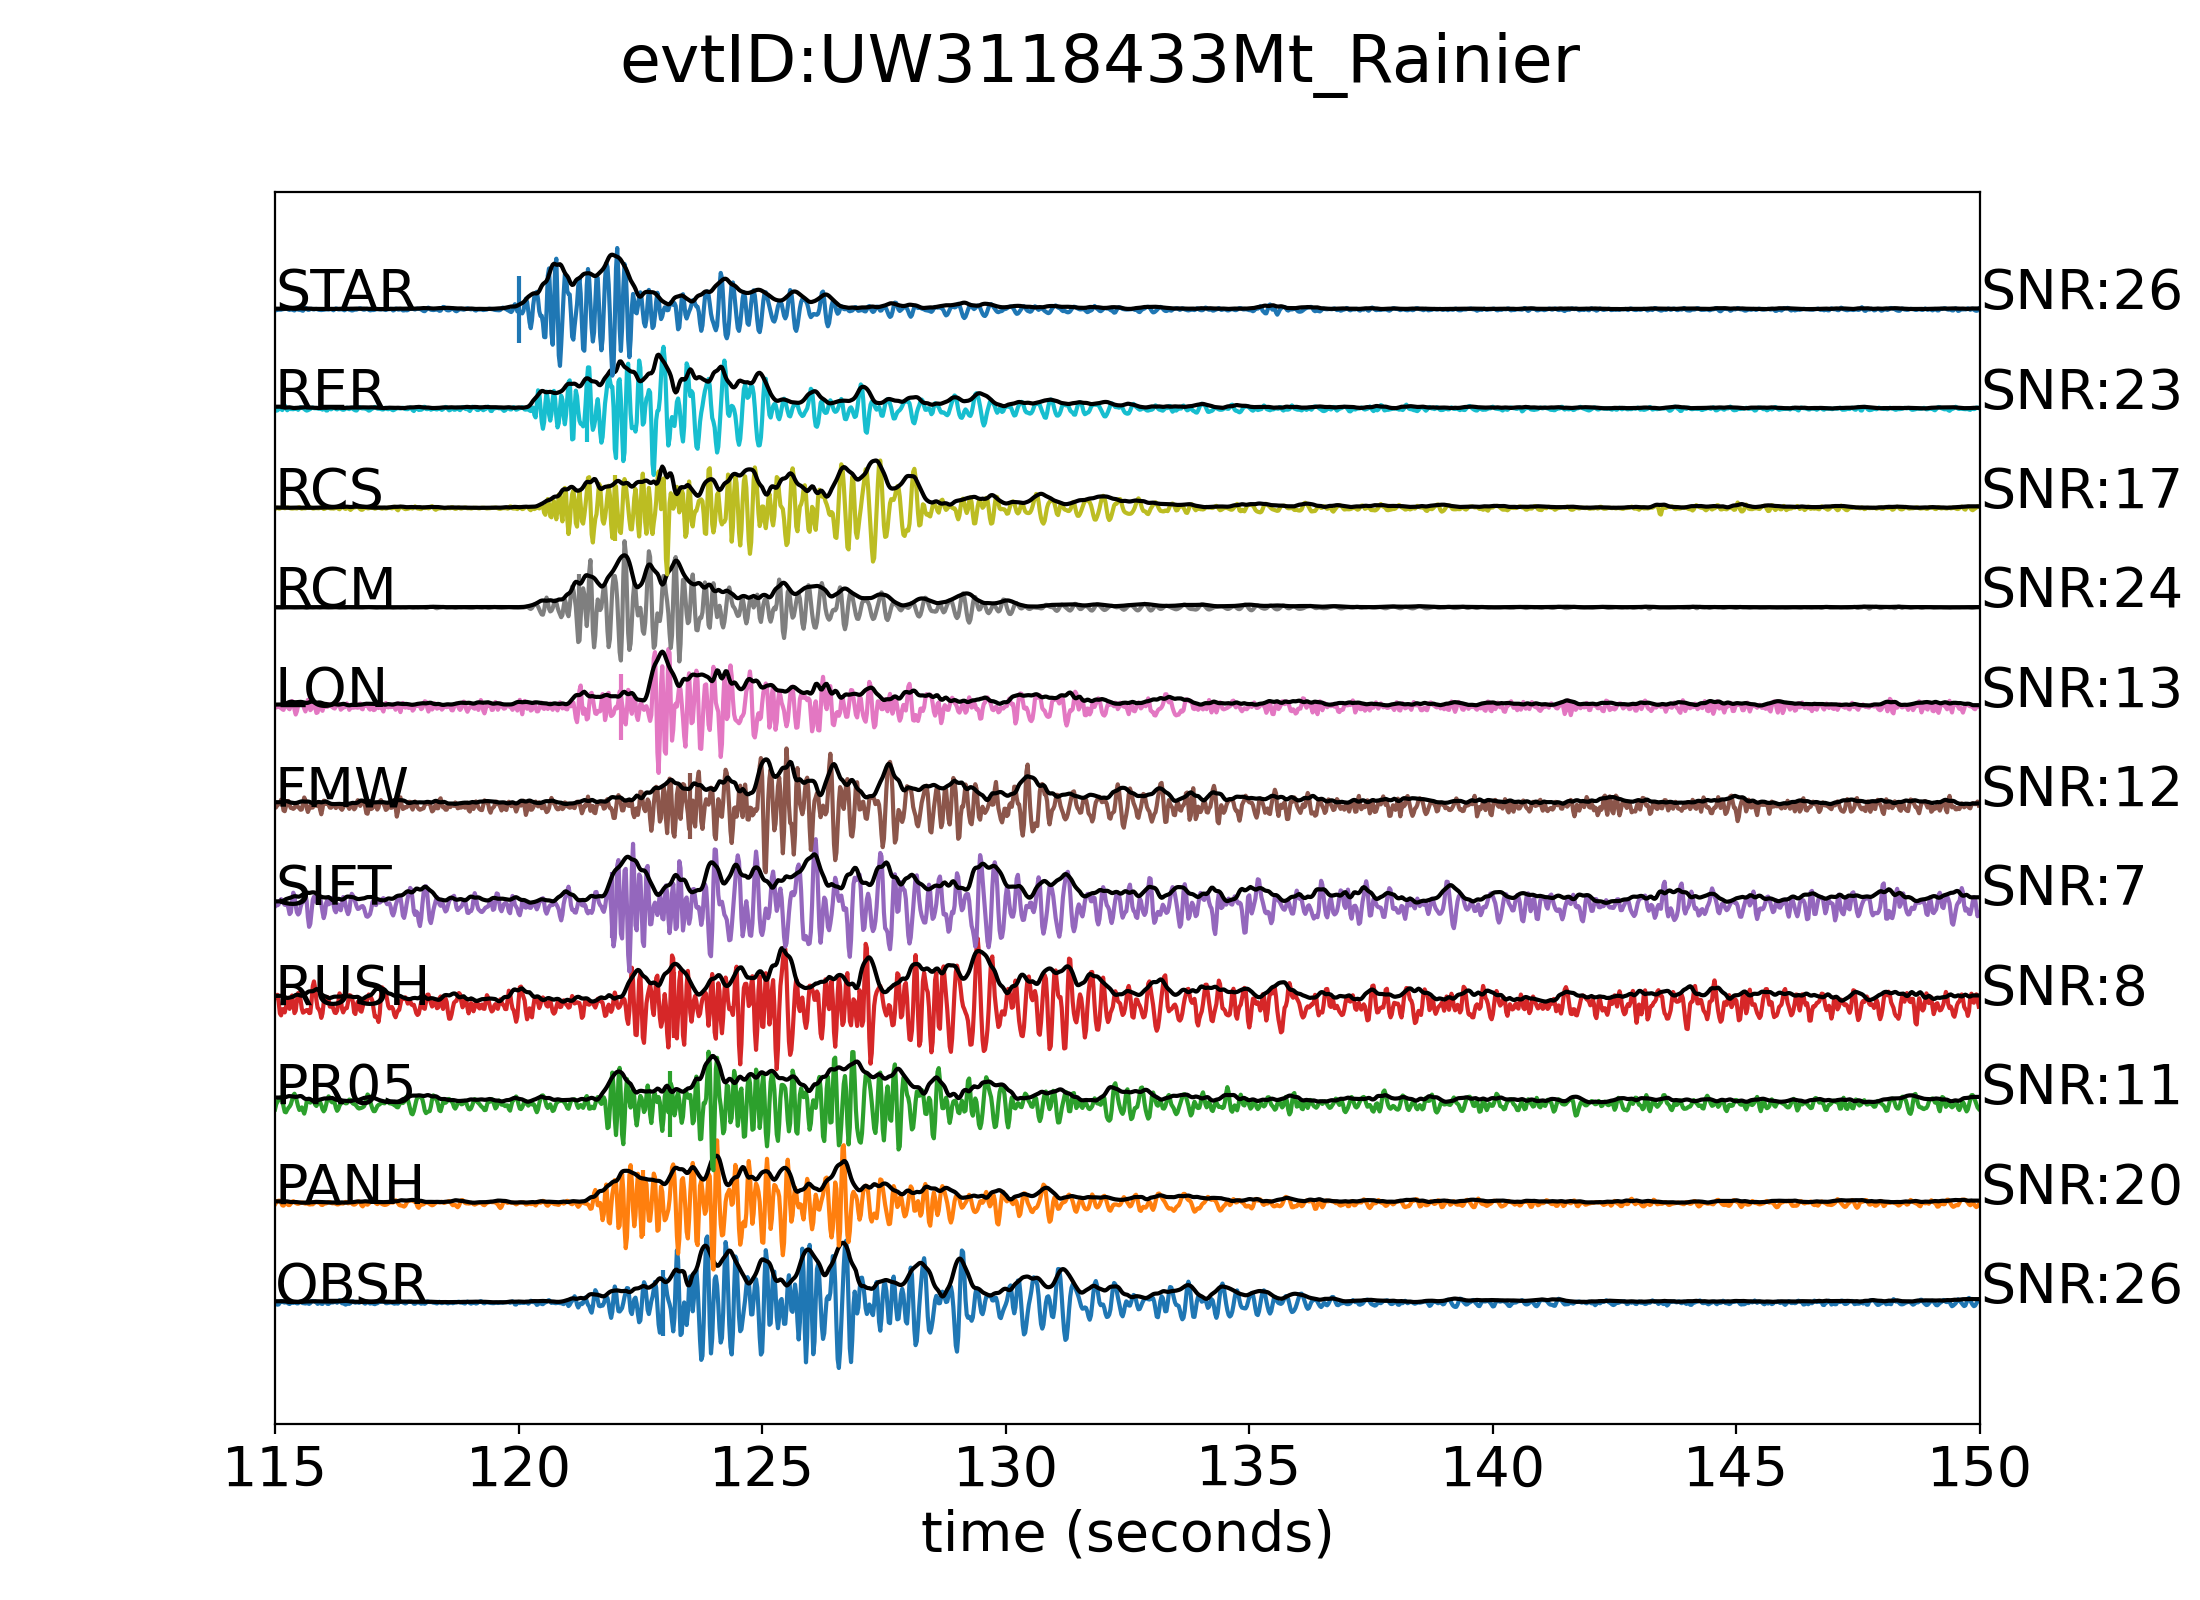 evtID:UW3118433Mt_Rainier
STAR SNR:26
RER SNR:23
RCS SNR:17
RCM SNR:24
LON SNR:13
FMW SNR:12
SIFT SNR:7
RUSH SNR:8
PR05 SNR:11
PANH SNR:20
OBSR SNR:26
115 120 125 130 135 140 145 150
time (seconds)